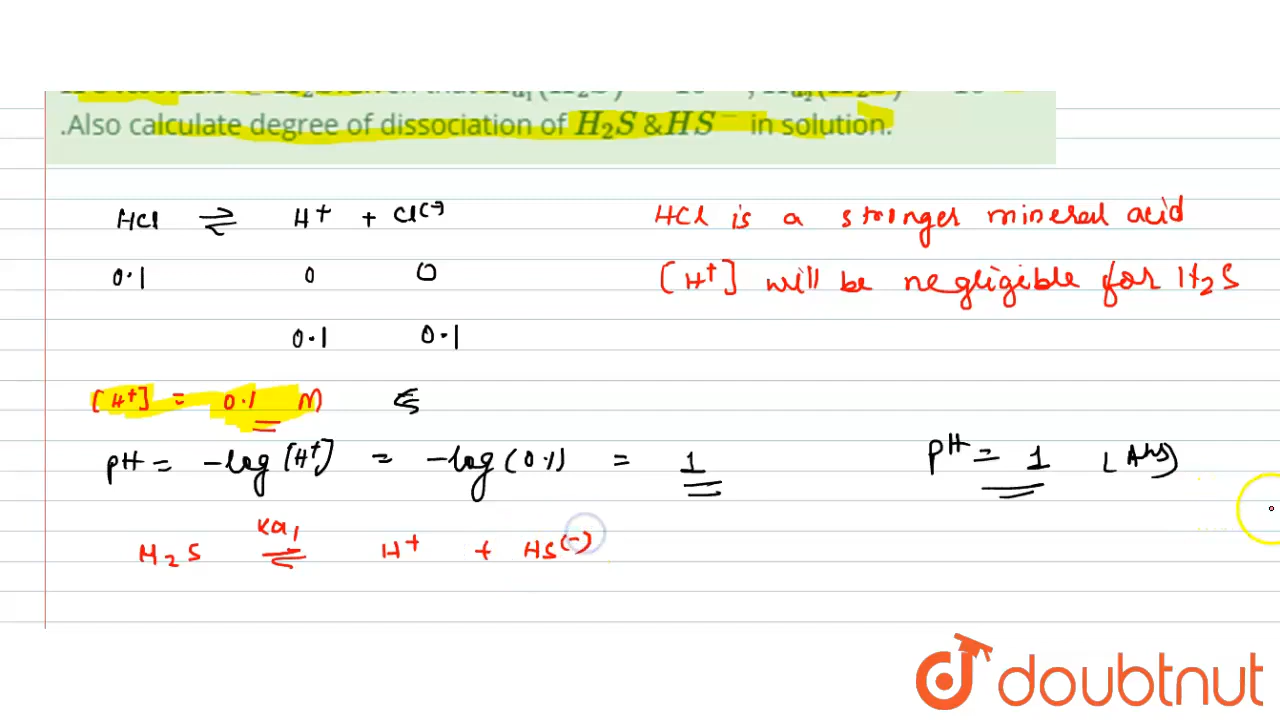 .Also calculate degree of dissociation of H₂S & HS⁻ in solution.
HCl ⇌ H⁺ + Cl(-)
HCl is a stronger mineral acid
0.1 0 0
[H⁺] will be negligible for H₂S
0.1 0.1
[H⁺] = 0.1 M
pH = -log[H⁺] = -log(0.1) = 1
pH = 1 (Ans)
Ka₁
H₂S ⇌ H⁺ + HS(-)
doubtnut